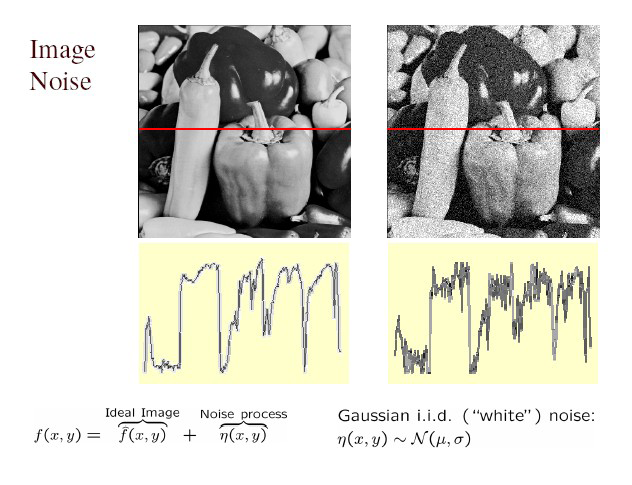 Image
Noise
Ideal Image Noise process
f(x, y) = f̄(x, y) + η(x, y)
Gaussian i.i.d. ("white") noise:
η(x, y) ∼ 𝒩(μ, σ)